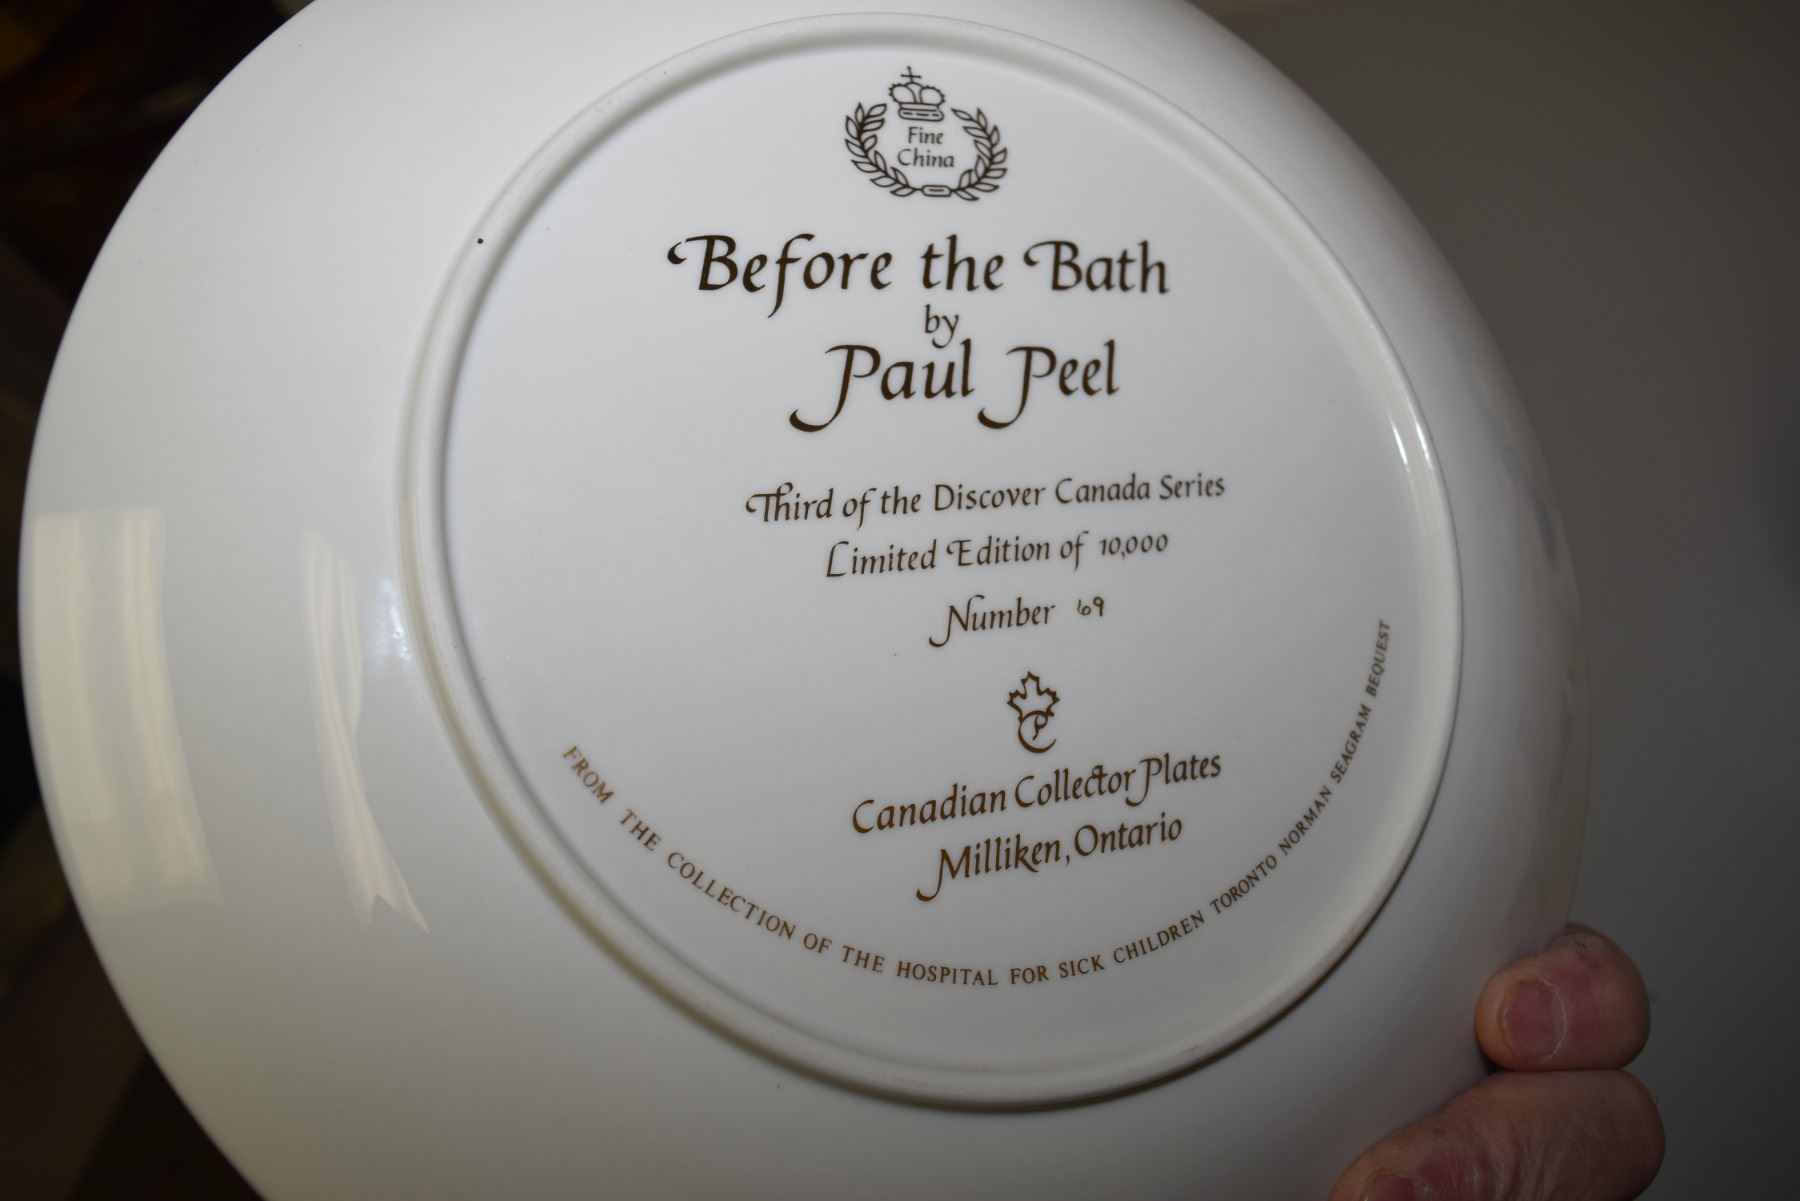 Fine
China
Before the Bath
by
Paul Peel
Third of the Discover Canada Series
Limited Edition of 10,000
Number 69
CP
Canadian Collector Plates
Milliken, Ontario
FROM THE COLLECTION OF THE HOSPITAL FOR SICK CHILDREN TORONTO NORMAN SEAGRAM BEQUEST